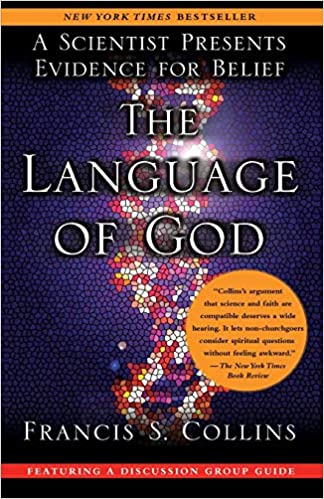 NEW YORK TIMES BESTSELLER
A SCIENTIST PRESENTS
EVIDENCE FOR BELIEF
THE
LANGUAGE
OF GOD
"Collins's argument
that science and faith are
compatible deserves a wide
hearing. It lets non-churchgoers
consider spiritual questions
without feeling awkward."
—The New York Times
Book Review
FRANCIS S. COLLINS
FEATURING A DISCUSSION GROUP GUIDE